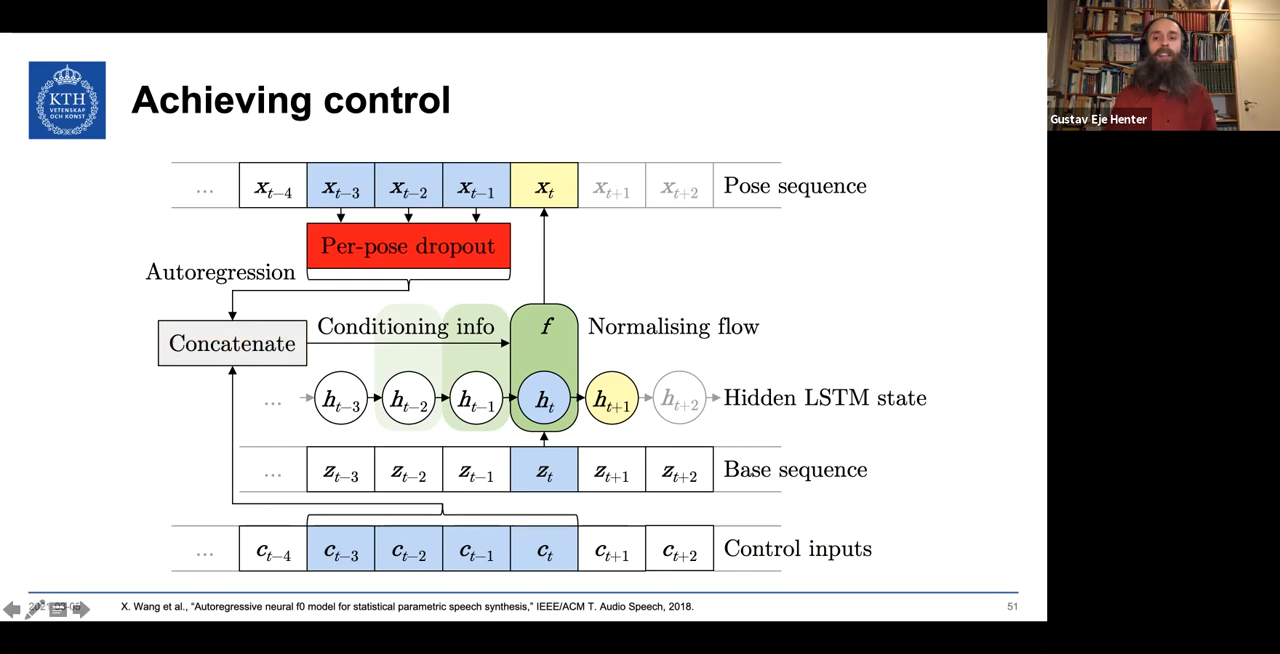 Achieving control
KTH
VETENSKAP
OCH KONST
Gustav Eje Henter
... x_{t−4} x_{t−3} x_{t−2} x_{t−1} x_t x_{t+1} x_{t+2} Pose sequence
Per-pose dropout
Autoregression
Concatenate
Conditioning info
f
Normalising flow
... h_{t−3} h_{t−2} h_{t−1} h_t h_{t+1} h_{t+2} Hidden LSTM state
... z_{t−3} z_{t−2} z_{t−1} z_t z_{t+1} z_{t+2} Base sequence
... c_{t−4} c_{t−3} c_{t−2} c_{t−1} c_t c_{t+1} c_{t+2} Control inputs
X. Wang et al., “Autoregressive neural f0 model for statistical parametric speech synthesis,” IEEE/ACM T. Audio Speech, 2018.
51